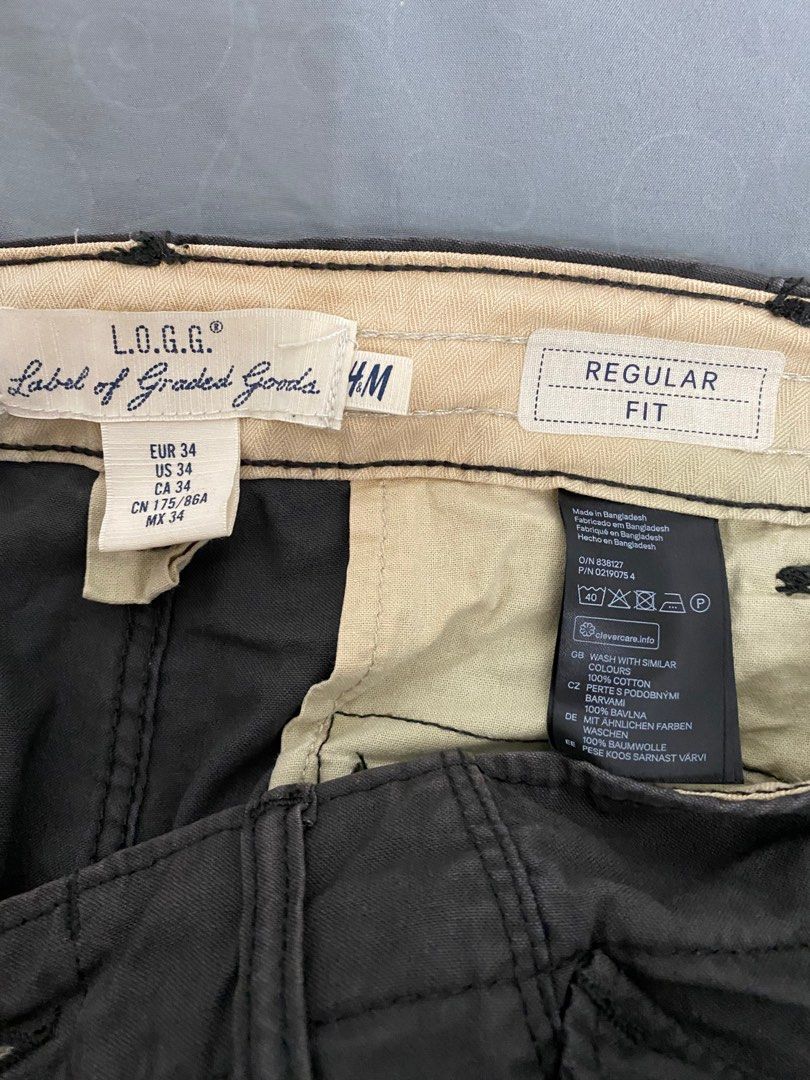 L.O.G.G.®
Label of Graded Goods
H&M
REGULAR
FIT
EUR 34
US 34
CA 34
CN 175/86A
MX 34
Made in Bangladesh
Fabricado em Bangladesh
Fabriqué en Bangladesh
Hecho en Bangladesh
O/N 838127
P/N 0219075 4
40
P
clevercare.info
GB WASH WITH SIMILAR
COLOURS
100% COTTON
CZ PERTE S PODOBNÝMI
BARVAMI
100% BAVLNA
DE MIT ÄHNLICHEN FARBEN
WASCHEN
100% BAUMWOLLE
EE PESE KOOS SARNAST VÄRVI